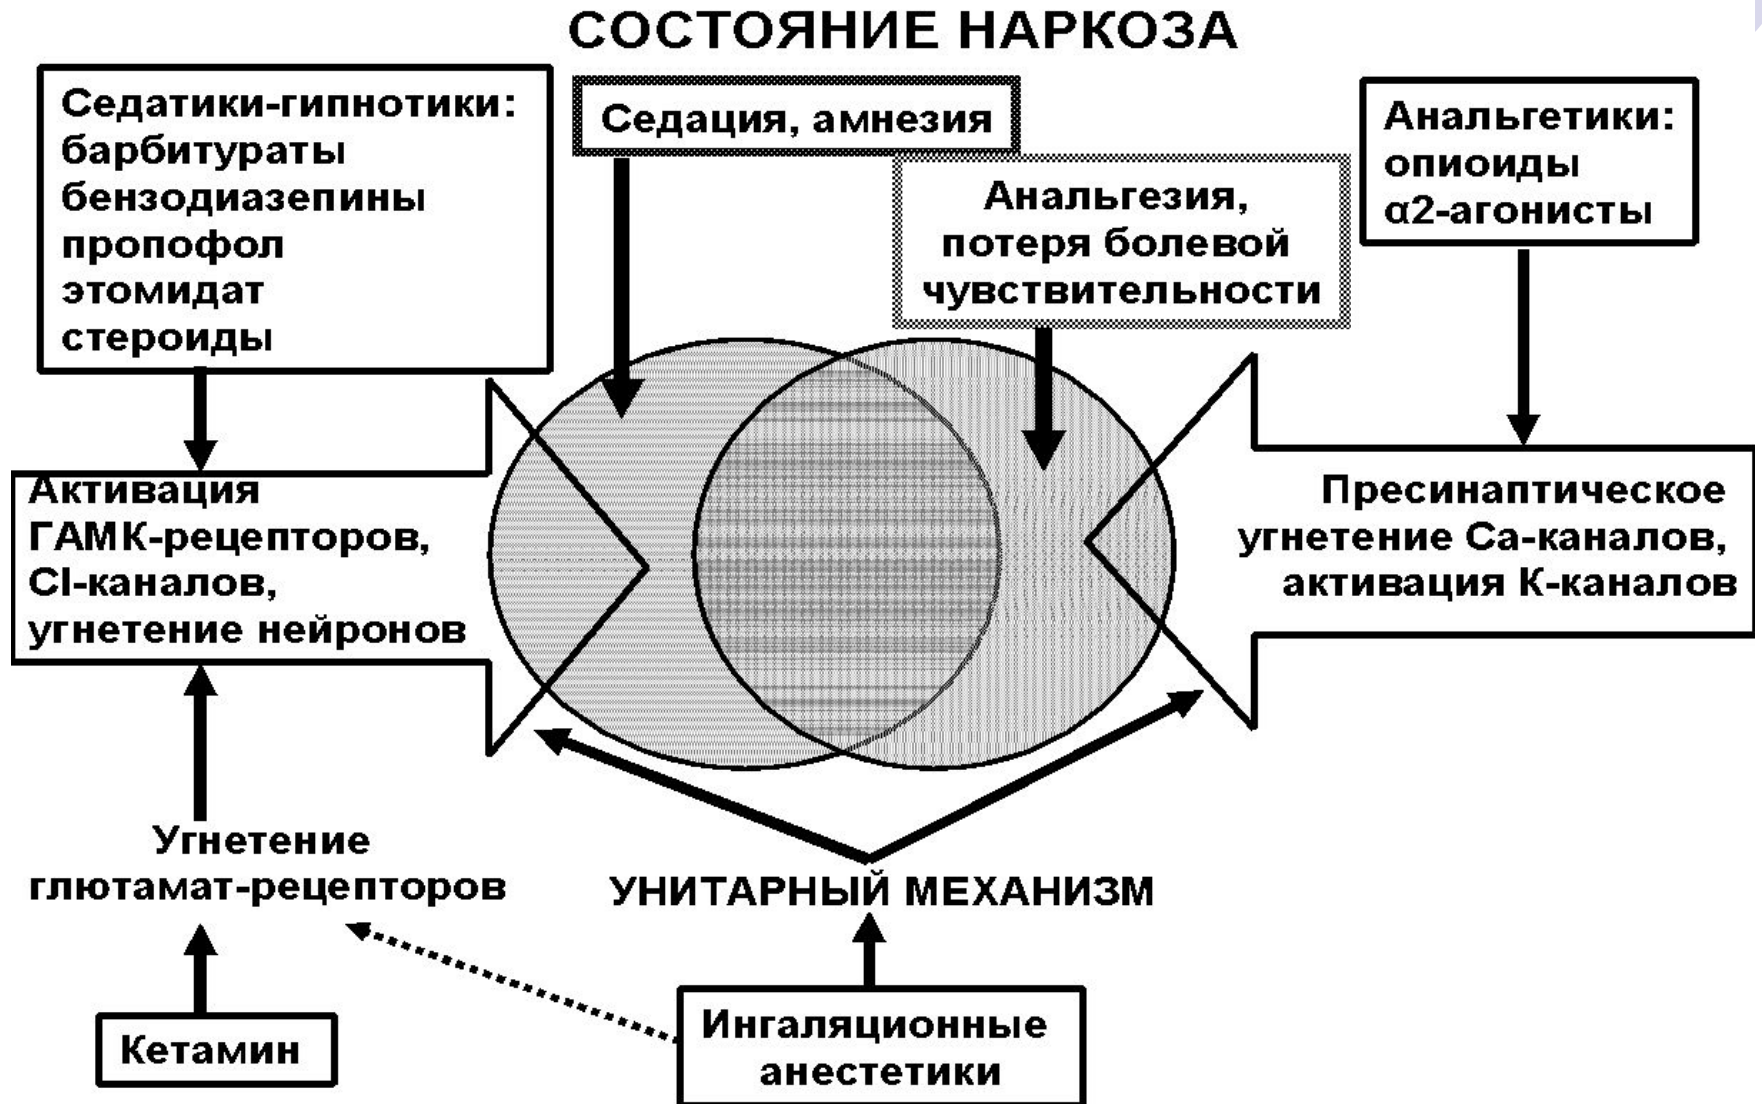 СОСТОЯНИЕ НАРКОЗА
Седатики-гипнотики:
барбитураты
бензодиазепины
пропофол
этомидат
стероиды
Седация, амнезия
Анальгезия,
потеря болевой
чувствительности
Анальгетики:
опиоиды
α2-агонисты
Активация
ГАМК-рецепторов,
Cl-каналов,
угнетение нейронов
Пресинаптическое
угнетение Са-каналов,
активация К-каналов
Угнетение
глютамат-рецепторов
УНИТАРНЫЙ МЕХАНИЗМ
Кетамин
Ингаляционные
анестетики